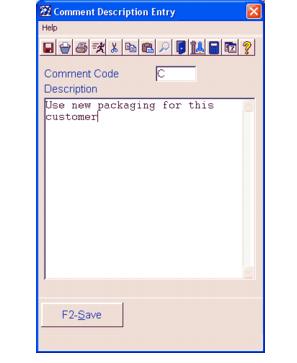 Comment Description Entry
Help
Comment Code C
Description
Use new packaging for this
customer
F2-Save